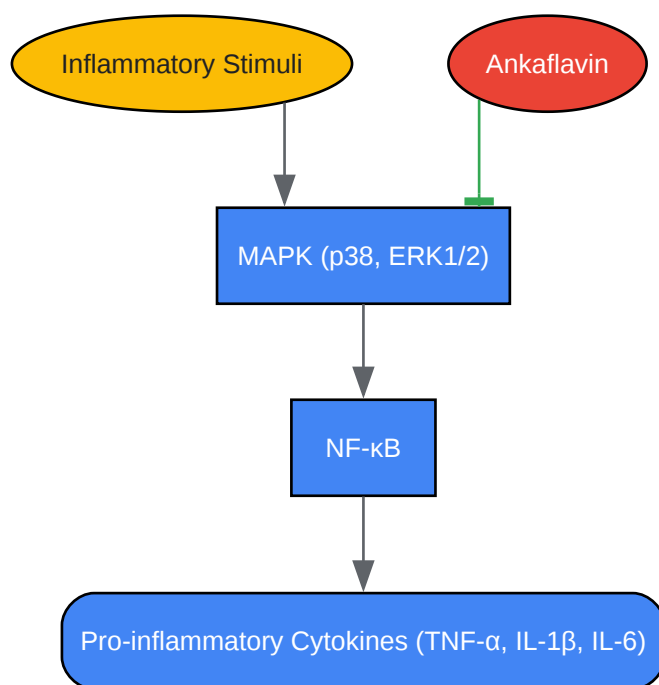 Inflammatory Stimuli
Ankaflavin
MAPK (p38, ERK1/2)
NF-κB
Pro-inflammatory Cytokines (TNF-α, IL-1β, IL-6)